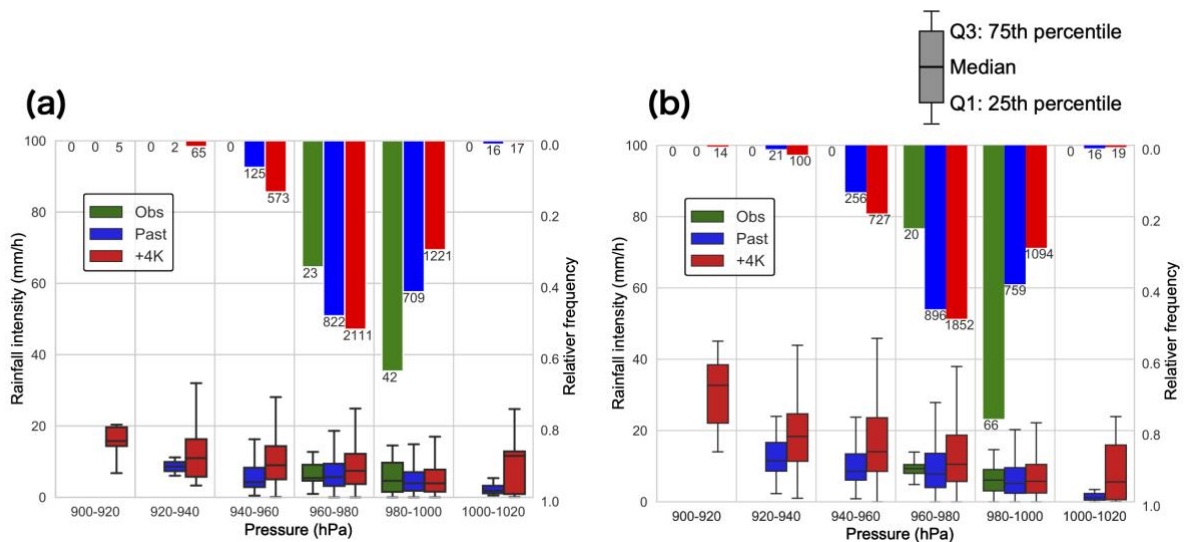 Q3: 75th percentile
Median
Q1: 25th percentile
(a)
100
80
60
40
20
0
Rainfall intensity (mm/h)
0 0 5
0 2 65
0 125 573
23 822 2111
42 709 1221
0 16 17
Obs
Past
+4K
0.0
0.2
0.4
0.6
0.8
1.0
Relativer frequency
900-920 920-940 940-960 960-980 980-1000 1000-1020
Pressure (hPa)
(b)
100
80
60
40
20
0
Rainfall intensity (mm/h)
0 0 14
0 21 100
0 256 727
20 896 1852
66 759 1094
0 16 19
Obs
Past
+4K
0.0
0.2
0.4
0.6
0.8
1.0
Relativer frequency
900-920 920-940 940-960 960-980 980-1000 1000-1020
Pressure (hPa)